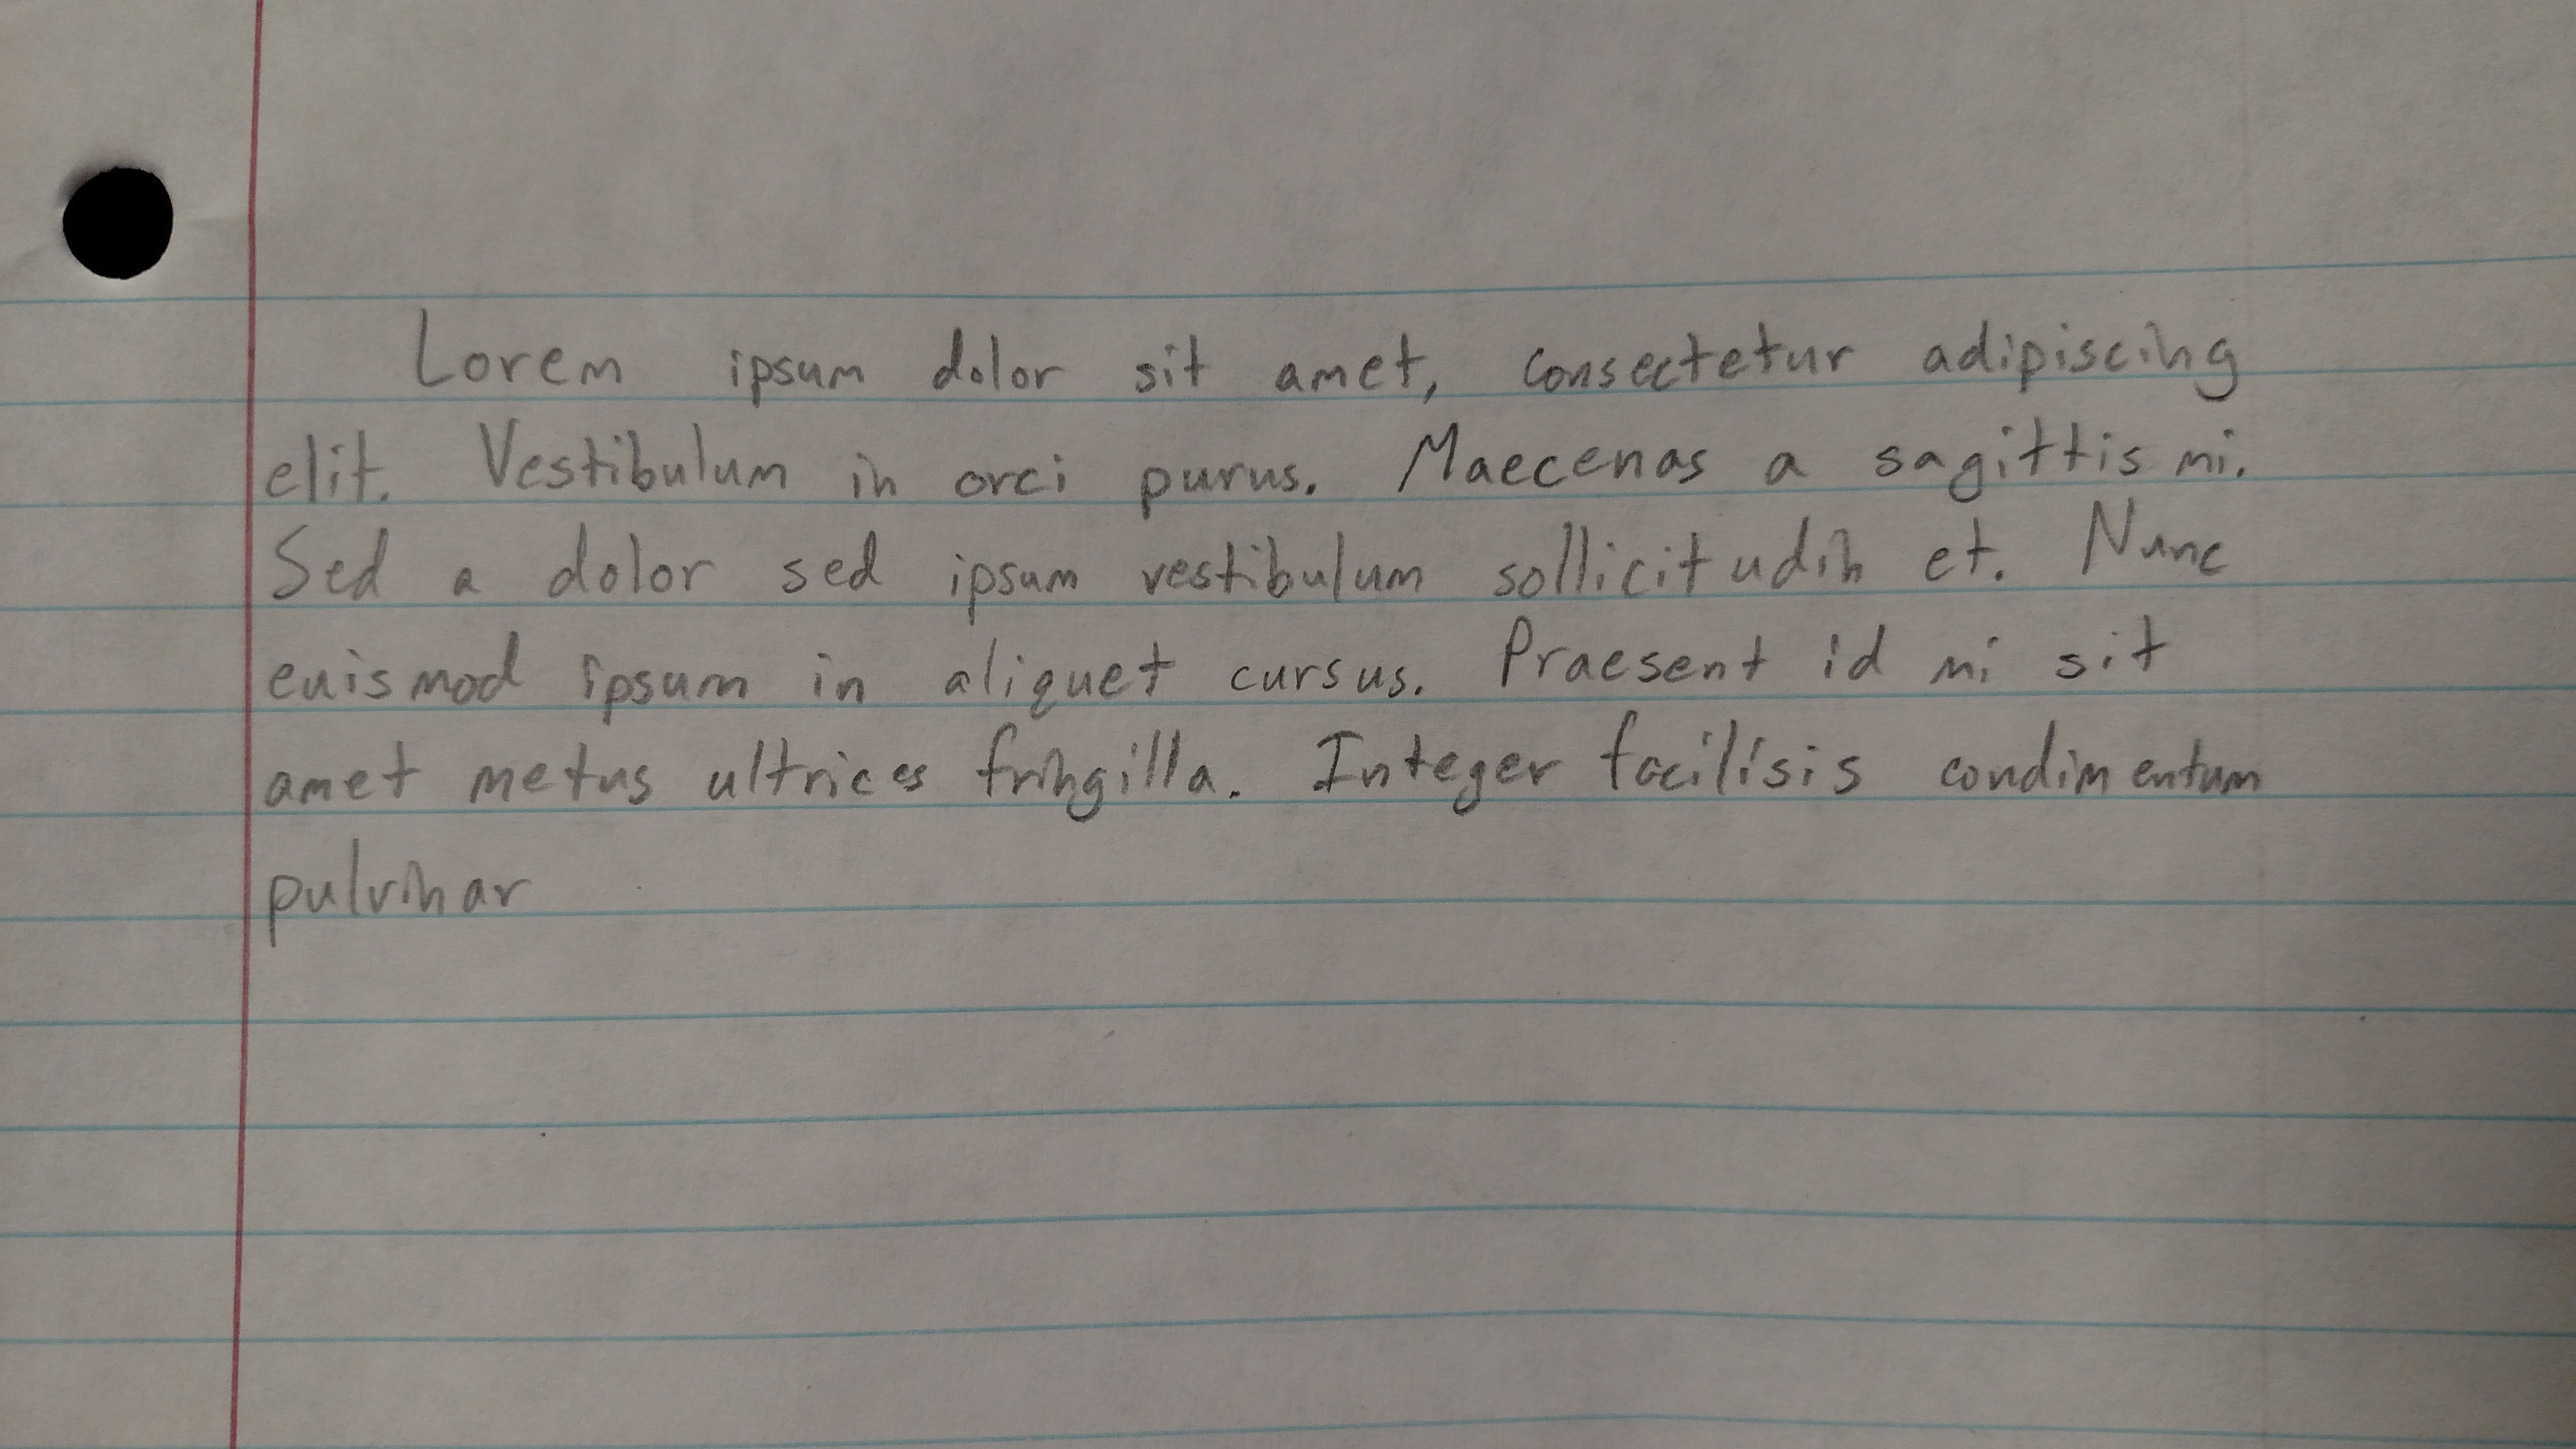 Lorem ipsum dolor sit amet, consectetur adipiscing
elit. Vestibulum in orci purus. Maecenas a sagittis mi.
Sed a dolor sed ipsum vestibulum sollicitudin et. Nunc
euismod ipsum in aliquet cursus. Praesent id mi sit
amet metus ultrices fringilla. Integer facilisis condimentum
pulvinar